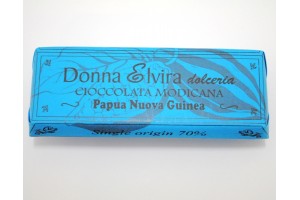 Donna Elvira dolceria
CIOCCOLATA MODICANA
Papua Nuova Guinea
Single origin 70%